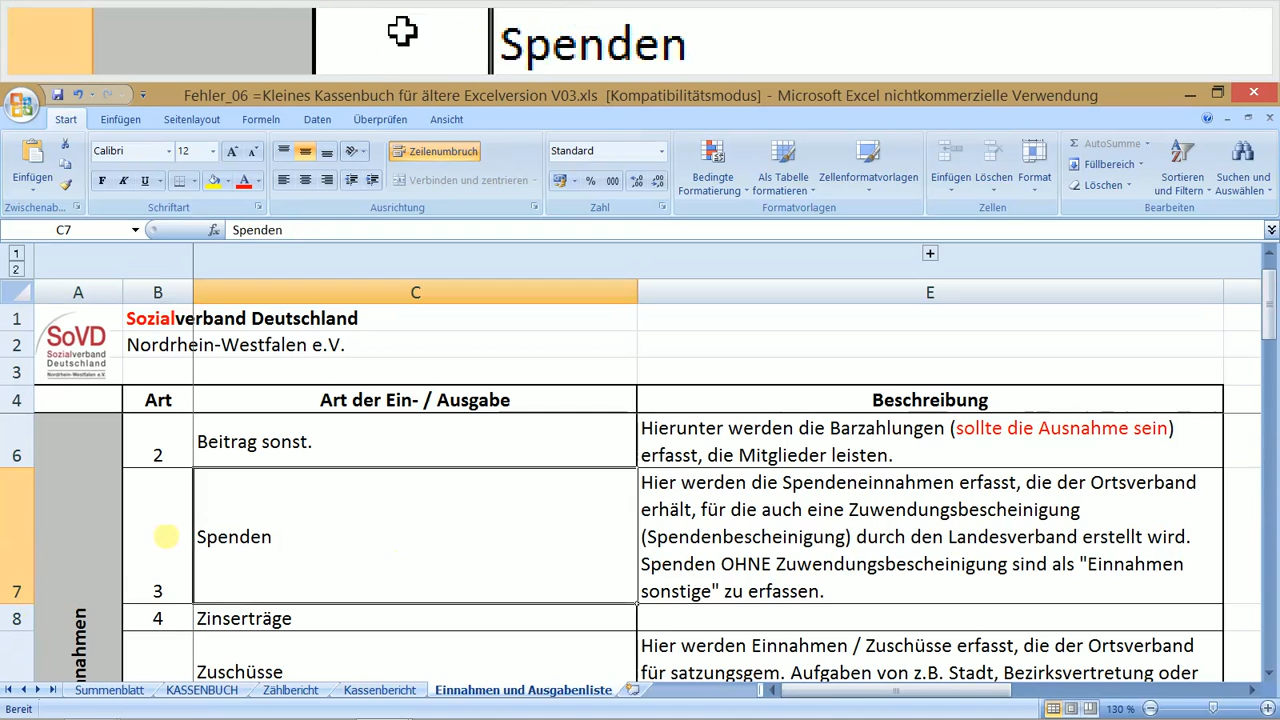 Spenden
Fehler_06 =Kleines Kassenbuch für ältere Excelversion V03.xls [Kompatibilitätsmodus] - Microsoft Excel nichtkommerzielle Verwendung
Start Einfügen Seitenlayout Formeln Daten Überprüfen Ansicht
Calibri 12 Zeilenumbruch Standard AutoSumme
Füllbereich
Einfügen F K U Verbinden und zentrieren % 000 Bedingte Formatierung Als Tabelle formatieren Zellenformatvorlagen Einfügen Löschen Format Löschen Sortieren und Filtern Suchen und Auswählen
Zwischenab... Schriftart Ausrichtung Zahl Formatvorlagen Zellen Bearbeiten
C7 fx Spenden
1
2
A B C E
1 Sozialverband Deutschland
2 Nordrhein-Westfalen e.V.
3
SoVD
Sozialverband
Deutschland
Nordrhein-Westfalen e.V.
4 Art Art der Ein- / Ausgabe Beschreibung
6 2 Beitrag sonst. Hierunter werden die Barzahlungen (sollte die Ausnahme sein)
erfasst, die Mitglieder leisten.
7 3 Spenden Hier werden die Spendeneinnahmen erfasst, die der Ortsverband
erhält, für die auch eine Zuwendungsbescheinigung
(Spendenbescheinigung) durch den Landesverband erstellt wird.
Spenden OHNE Zuwendungsbescheinigung sind als "Einnahmen
sonstige" zu erfassen.
8 4 Zinserträge
nnahmen
Zuschüsse Hier werden Einnahmen / Zuschüsse erfasst, die der Ortsverband
für satzungsgem. Aufgaben von z.B. Stadt, Bezirksvertretung oder
Summenblatt KASSENBUCH Zählbericht Kassenbericht Einnahmen und Ausgabenliste
Bereit 130 %